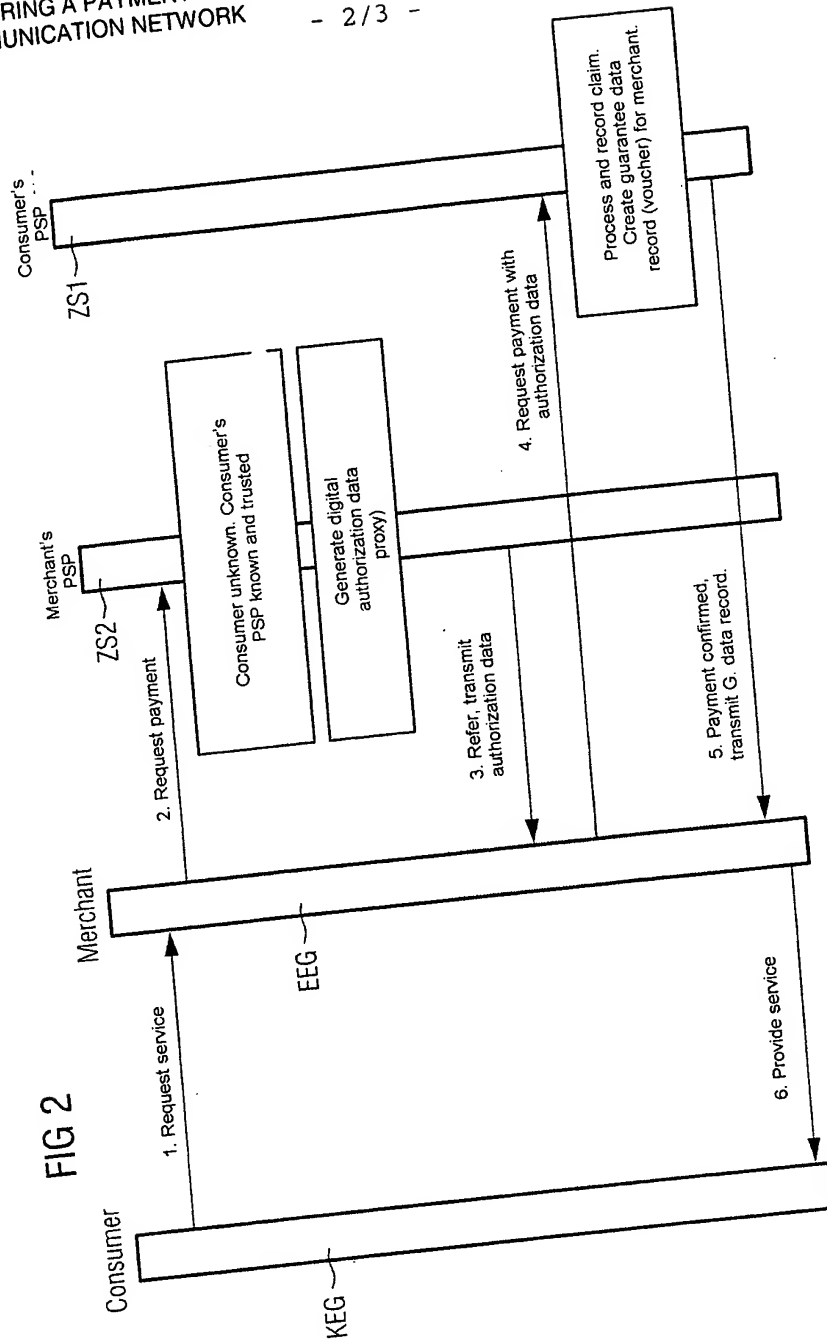 RING A PAYMENT
MUNICATION NETWORK
- 2/3 -
FIG 2
Consumer
Merchant
Merchant's
PSP
Consumer's
PSP
KEG
EEG
ZS2
ZS1
1. Request service
2. Request payment
Consumer unknown. Consumer's
PSP known and trusted
Generate digital
authorization data
proxy)
3. Refer, transmit
authorization data
4. Request payment with
authorization data
Process and record claim.
Create guarantee data
record (voucher) for merchant.
5. Payment confirmed,
transmit G. data record.
6. Provide service